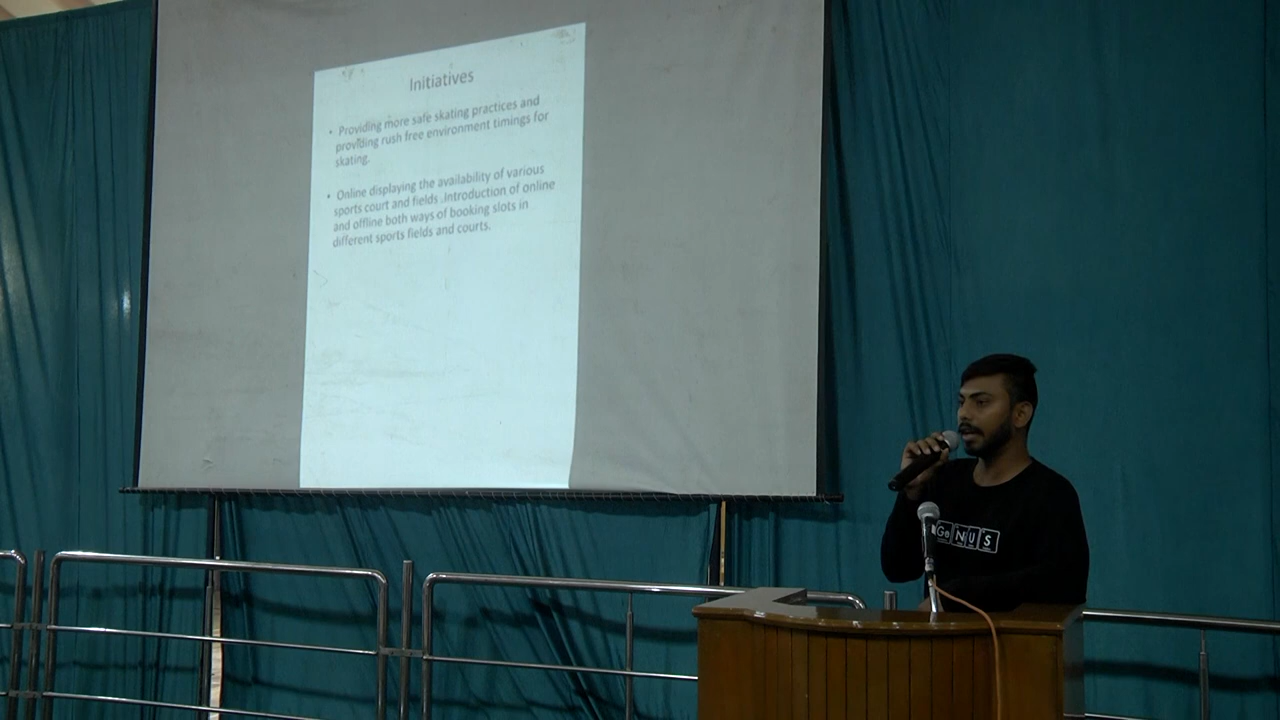 Initiatives
• Providing more safe skating practices and
providing rush free environment timings for
skating.
• Online displaying the availability of various
sports court and fields .Introduction of online
and offline both ways of booking slots in
different sports fields and courts.
Ge N U S